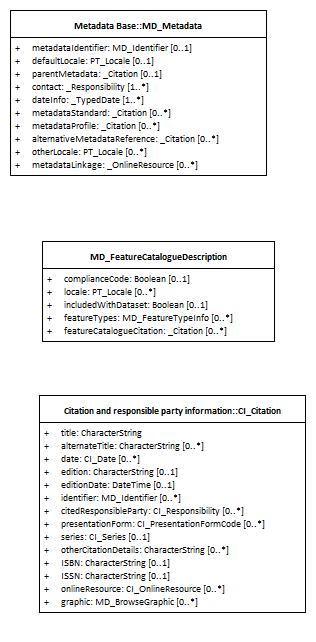 Metadata Base::MD_Metadata
+ metadataIdentifier: MD_Identifier [0..1]
+ defaultLocale: PT_Locale [0..1]
+ parentMetadata: _Citation [0..1]
+ contact: _Responsibility [1..*]
+ dateInfo: _TypedDate [1..*]
+ metadataStandard: _Citation [0..*]
+ metadataProfile: _Citation [0..*]
+ alternativeMetadataReference: _Citation [0..*]
+ otherLocale: PT_Locale [0..*]
+ metadataLinkage: _OnlineResource [0..*]
MD_FeatureCatalogueDescription
+ complianceCode: Boolean [0..1]
+ locale: PT_Locale [0..*]
+ includedWithDataset: Boolean [0..1]
+ featureTypes: MD_FeatureTypeInfo [0..*]
+ featureCatalogueCitation: _Citation [0..*]
Citation and responsible party information::CI_Citation
+ title: CharacterString
+ alternateTitle: CharacterString [0..*]
+ date: CI_Date [0..*]
+ edition: CharacterString [0..1]
+ editionDate: DateTime [0..1]
+ identifier: MD_Identifier [0..*]
+ citedResponsibleParty: CI_Responsibility [0..*]
+ presentationForm: CI_PresentationFormCode [0..*]
+ series: CI_Series [0..1]
+ otherCitationDetails: CharacterString [0..*]
+ ISBN: CharacterString [0..1]
+ ISSN: CharacterString [0..1]
+ onlineResource: CI_OnlineResource [0..*]
+ graphic: MD_BrowseGraphic [0..*]